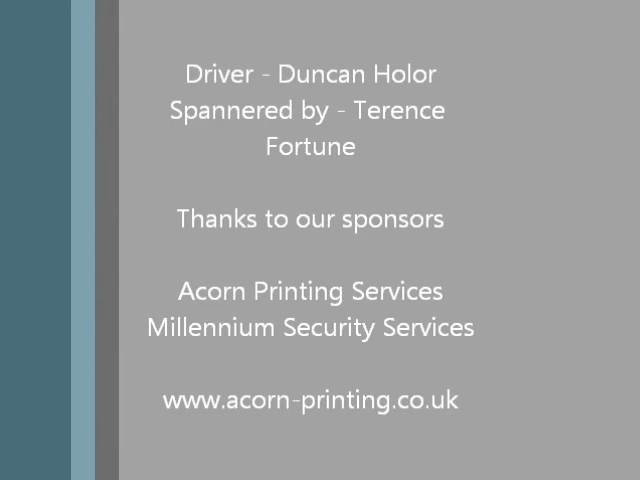 Driver - Duncan Holor
Spannered by - Terence
Fortune
Thanks to our sponsors
Acorn Printing Services
Millennium Security Services
www.acorn-printing.co.uk